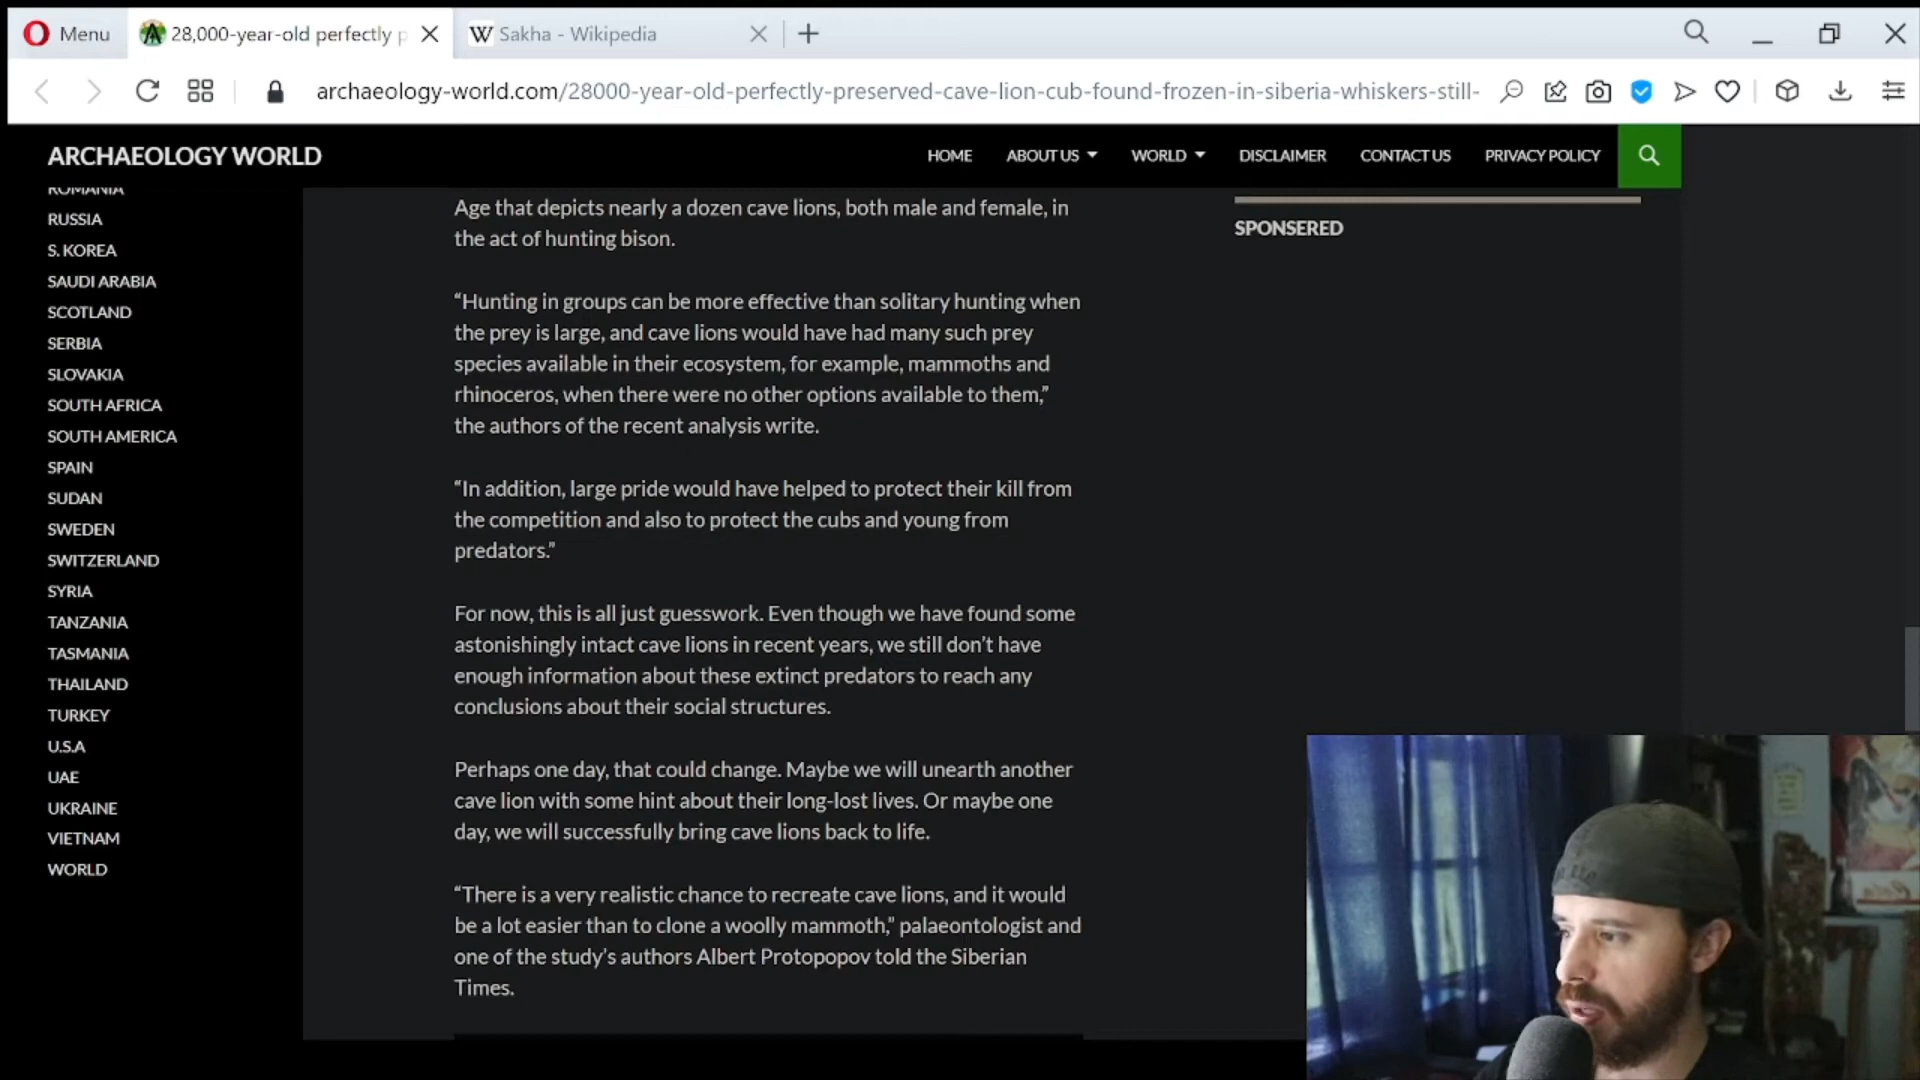 Menu
28,000-year-old perfectly p
Sakha - Wikipedia
archaeology-world.com/28000-year-old-perfectly-preserved-cave-lion-cub-found-frozen-in-siberia-whiskers-still-
ARCHAEOLOGY WORLD
HOME
ABOUT US
WORLD
DISCLAIMER
CONTACT US
PRIVACY POLICY
ROMANIA
RUSSIA
S. KOREA
SAUDI ARABIA
SCOTLAND
SERBIA
SLOVAKIA
SOUTH AFRICA
SOUTH AMERICA
SPAIN
SUDAN
SWEDEN
SWITZERLAND
SYRIA
TANZANIA
TASMANIA
THAILAND
TURKEY
U.S.A
UAE
UKRAINE
VIETNAM
WORLD
Age that depicts nearly a dozen cave lions, both male and female, in
the act of hunting bison.
“Hunting in groups can be more effective than solitary hunting when
the prey is large, and cave lions would have had many such prey
species available in their ecosystem, for example, mammoths and
rhinoceros, when there were no other options available to them,”
the authors of the recent analysis write.
“In addition, large pride would have helped to protect their kill from
the competition and also to protect the cubs and young from
predators.”
For now, this is all just guesswork. Even though we have found some
astonishingly intact cave lions in recent years, we still don’t have
enough information about these extinct predators to reach any
conclusions about their social structures.
Perhaps one day, that could change. Maybe we will unearth another
cave lion with some hint about their long-lost lives. Or maybe one
day, we will successfully bring cave lions back to life.
“There is a very realistic chance to recreate cave lions, and it would
be a lot easier than to clone a woolly mammoth,” palaeontologist and
one of the study’s authors Albert Protopopov told the Siberian
Times.
SPONSERED